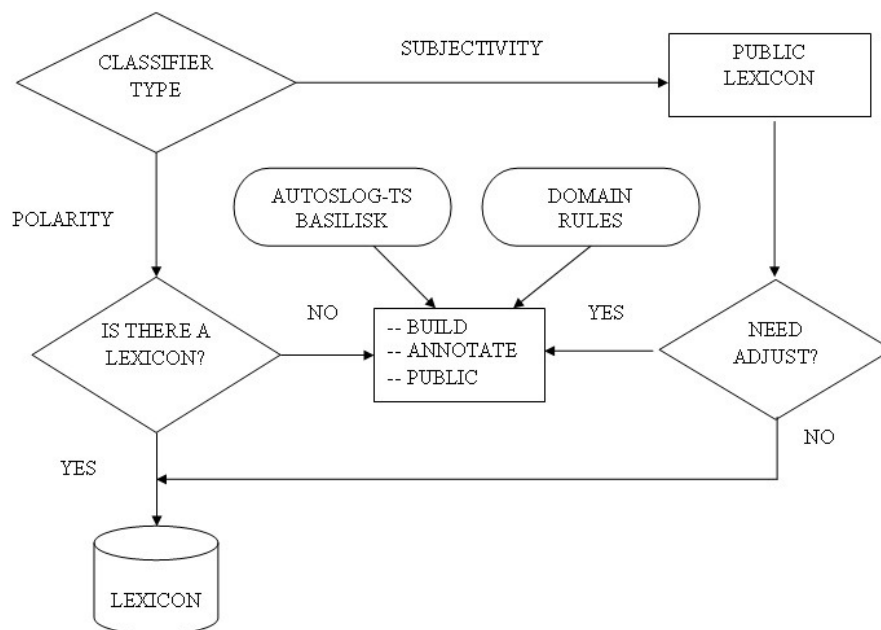 CLASSIFIER
TYPE
SUBJECTIVITY
PUBLIC
LEXICON
POLARITY
AUTOSLOG-TS
BASILISK
DOMAIN
RULES
IS THERE A
LEXICON?
NO
-- BUILD
-- ANNOTATE
-- PUBLIC
YES
NEED
ADJUST?
NO
YES
LEXICON